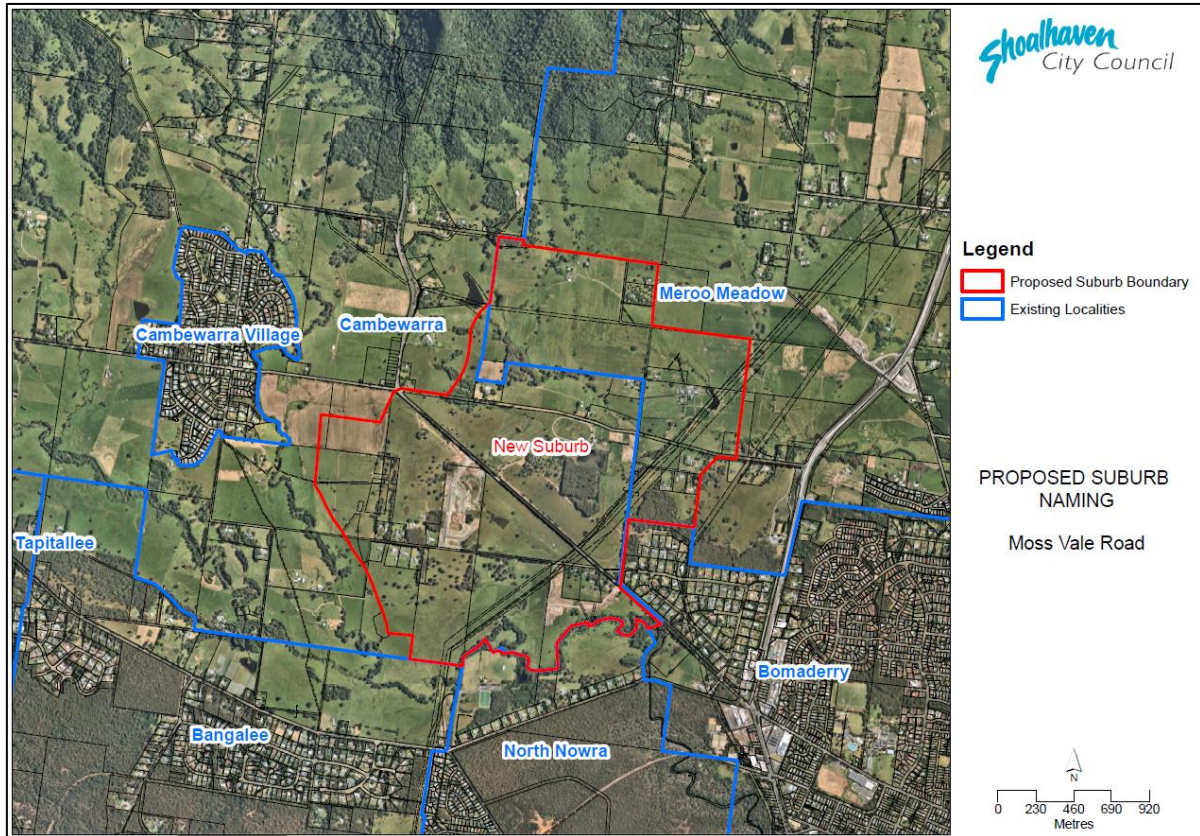 Shoalhaven
City Council
Legend
Proposed Suburb Boundary
Existing Localities
Meroo Meadow
Cambewarra
Cambewarra Village
New Suburb
Tapitallee
Bomaderry
Bangalee
North Nowra
PROPOSED SUBURB
NAMING
Moss Vale Road
N
0 230 460 690 920
Metres